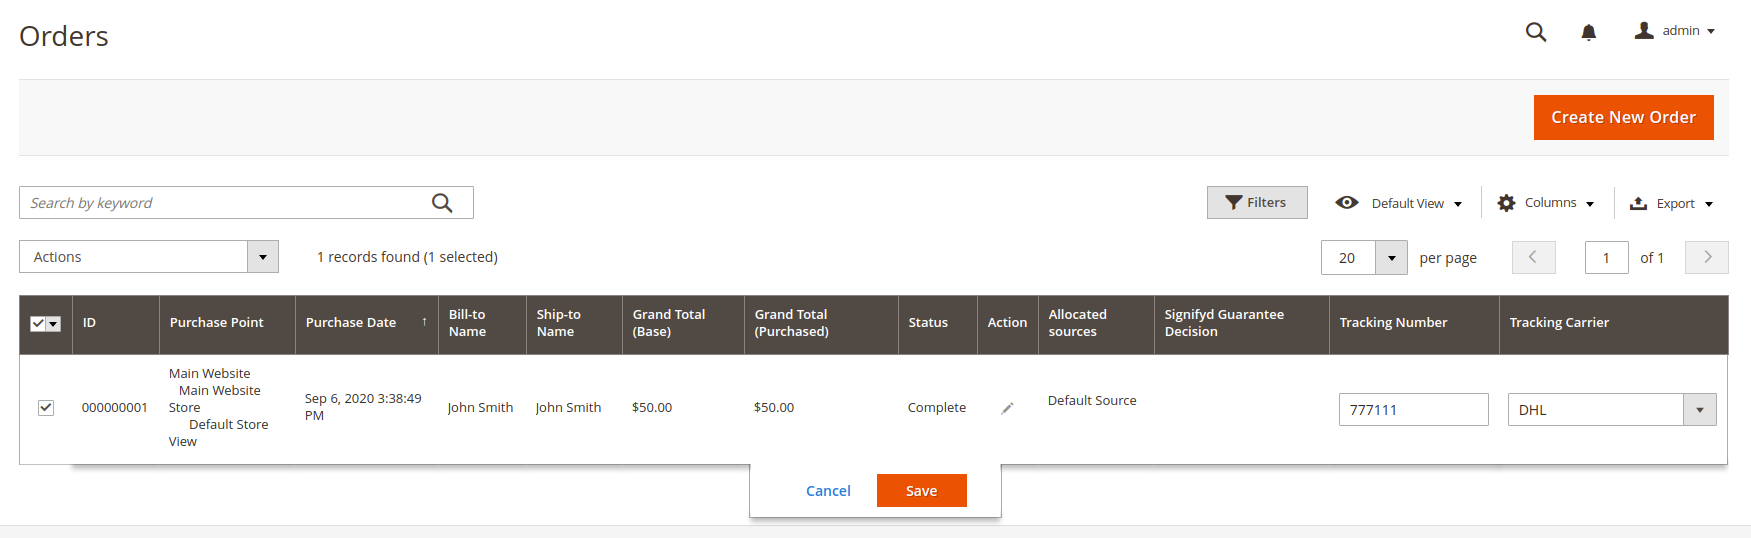 Orders
admin
Create New Order
Search by keyword
Filters
Default View
Columns
Export
Actions
1 records found (1 selected)
20
per page
1
of 1
ID
Purchase Point
Purchase Date ↑
Bill-to
Name
Ship-to
Name
Grand Total
(Base)
Grand Total
(Purchased)
Status
Action
Allocated
sources
Signifyd Guarantee
Decision
Tracking Number
Tracking Carrier
000000001
Main Website
Main Website
Store
Default Store
View
Sep 6, 2020 3:38:49
PM
John Smith
John Smith
$50.00
$50.00
Complete
Default Source
777111
DHL
Cancel
Save